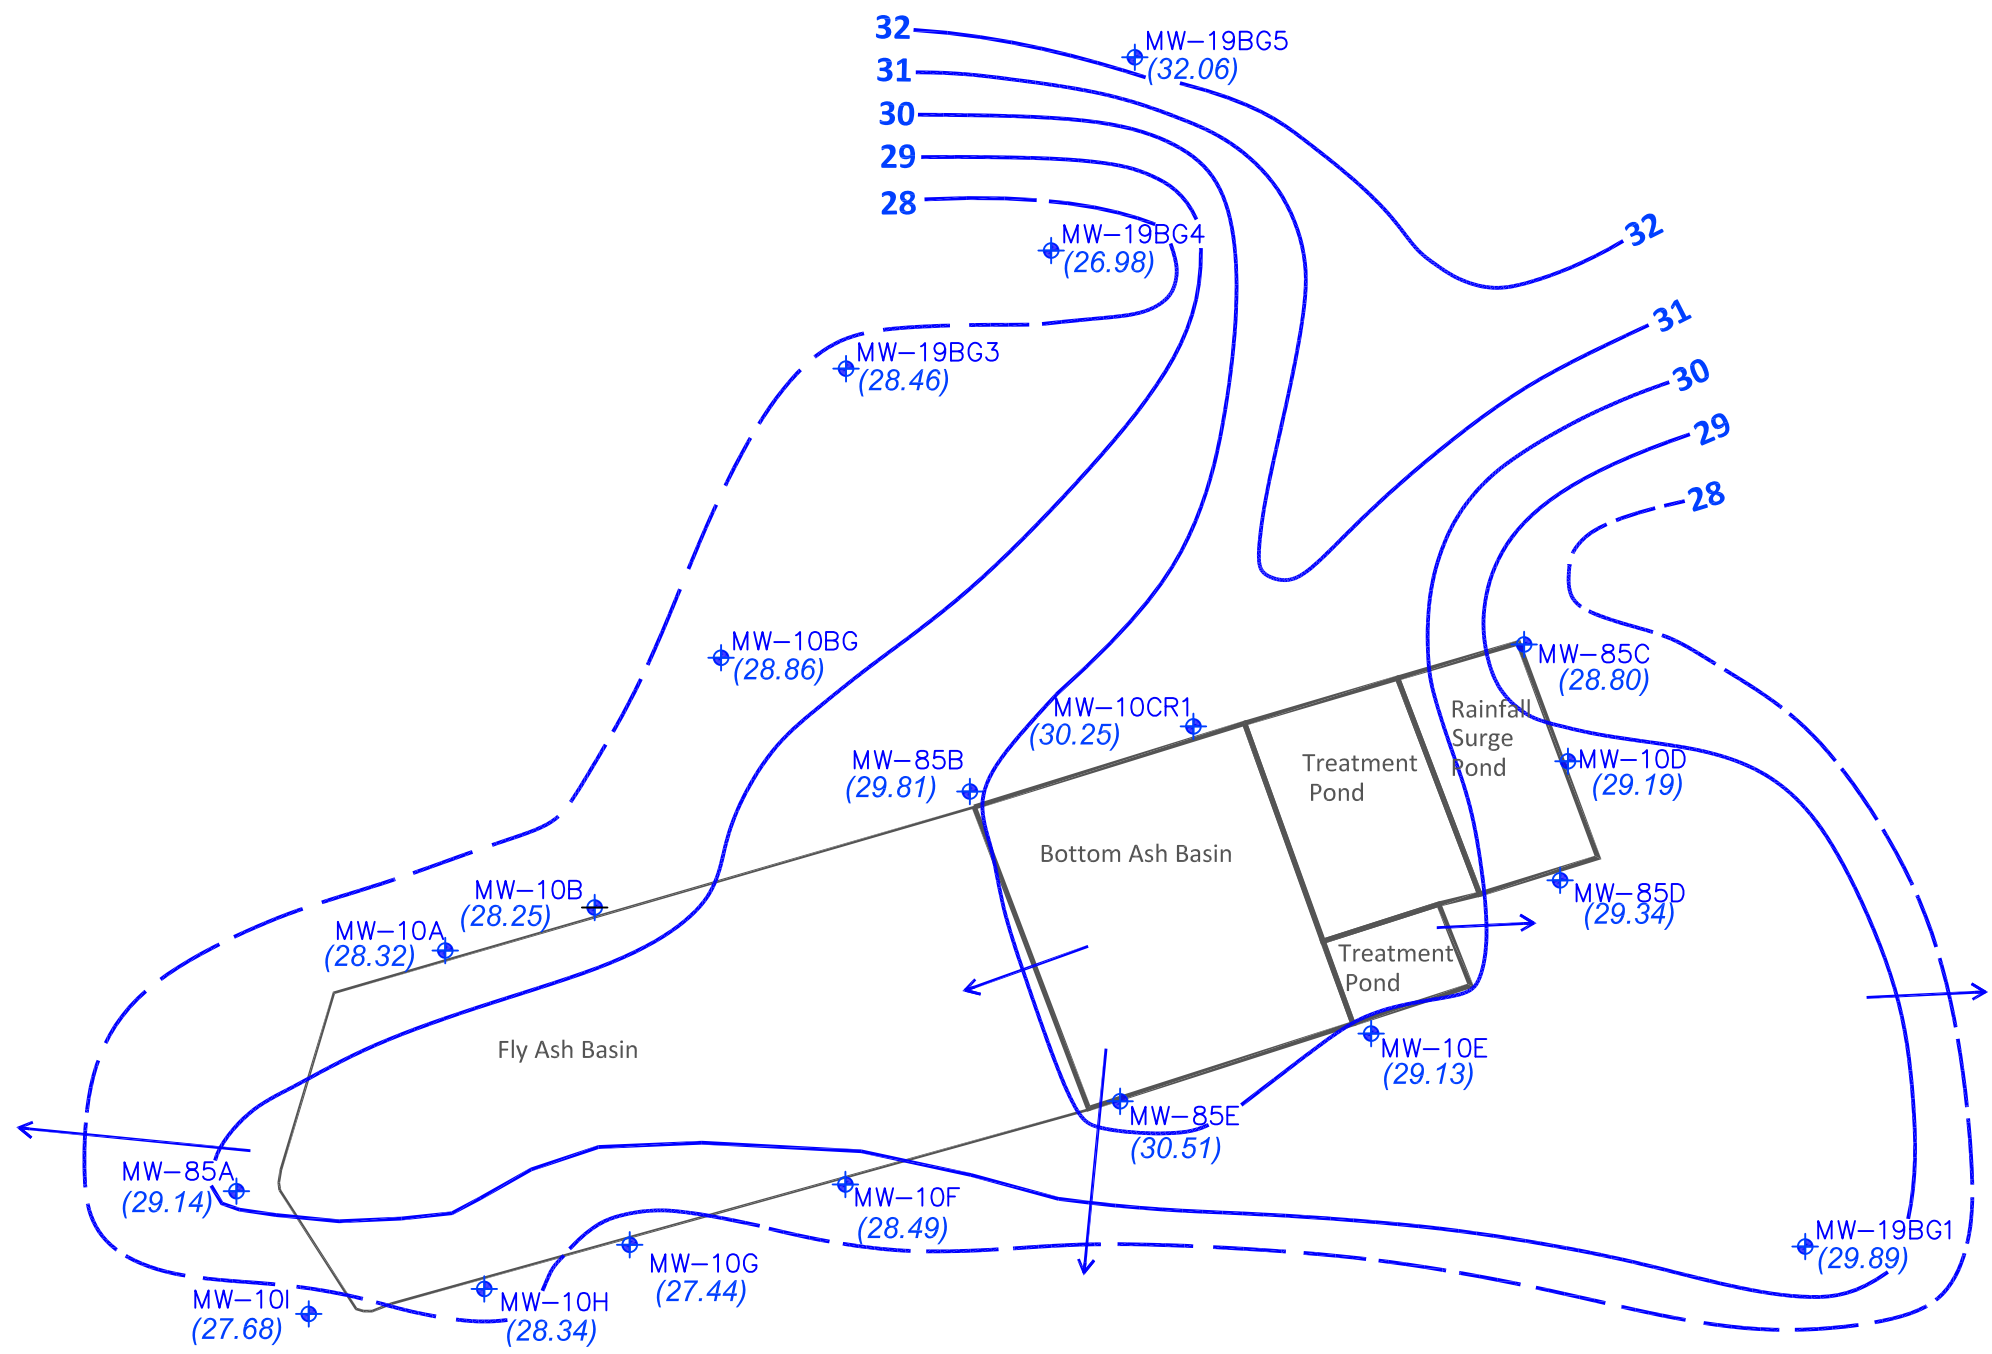 32
MW-19BG5
(32.06)
31
30
29
28
MW-19BG4
(26.98)
32
31
30
29
28
MW-19BG3
(28.46)
MW-10BG
(28.86)
MW-85C
(28.80)
MW-10CR1
(30.25)
Rainfall
Surge
Pond
MW-85B
(29.81)
Treatment
Pond
MW-10D
(29.19)
Bottom Ash Basin
MW-10B
(28.25)
MW-85D
(29.34)
MW-10A
(28.32)
Treatment
Pond
Fly Ash Basin
MW-10E
(29.13)
MW-85E
(30.51)
MW-85A
(29.14)
MW-10F
(28.49)
MW-19BG1
(29.89)
MW-10G
(27.44)
MW-10I
(27.68)
MW-10H
(28.34)